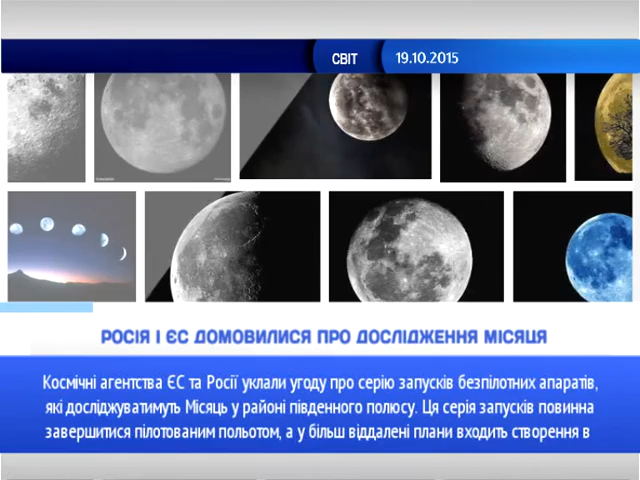 СВІТ
19.10.2015
РОСІЯ І ЄС ДОМОВИЛИСЯ ПРО ДОСЛІДЖЕННЯ МІСЯЦЯ
Космічні агентства ЄС та Росії уклали угоду про серію запусків безпілотних апаратів,
які досліджуватимуть Місяць у районі південного полюсу. Ця серія запусків повинна
завершитися пілотованим польотом, а у більш віддалені плани входить створення в